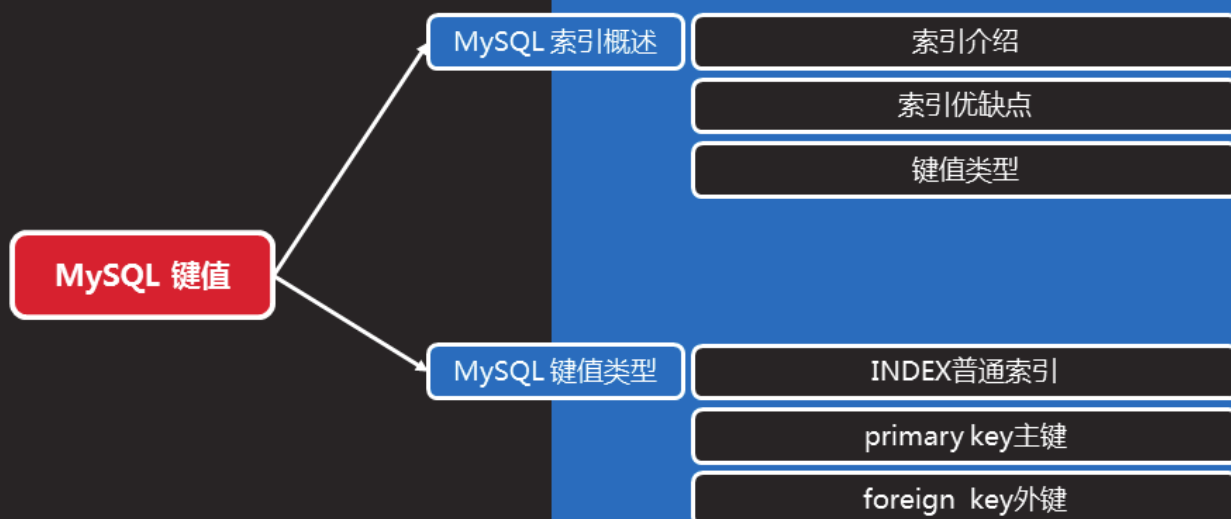 MySQL 索引概述
索引介绍
索引优缺点
键值类型
MySQL 键值
MySQL 键值类型
INDEX普通索引
primary key主键
foreign key外键